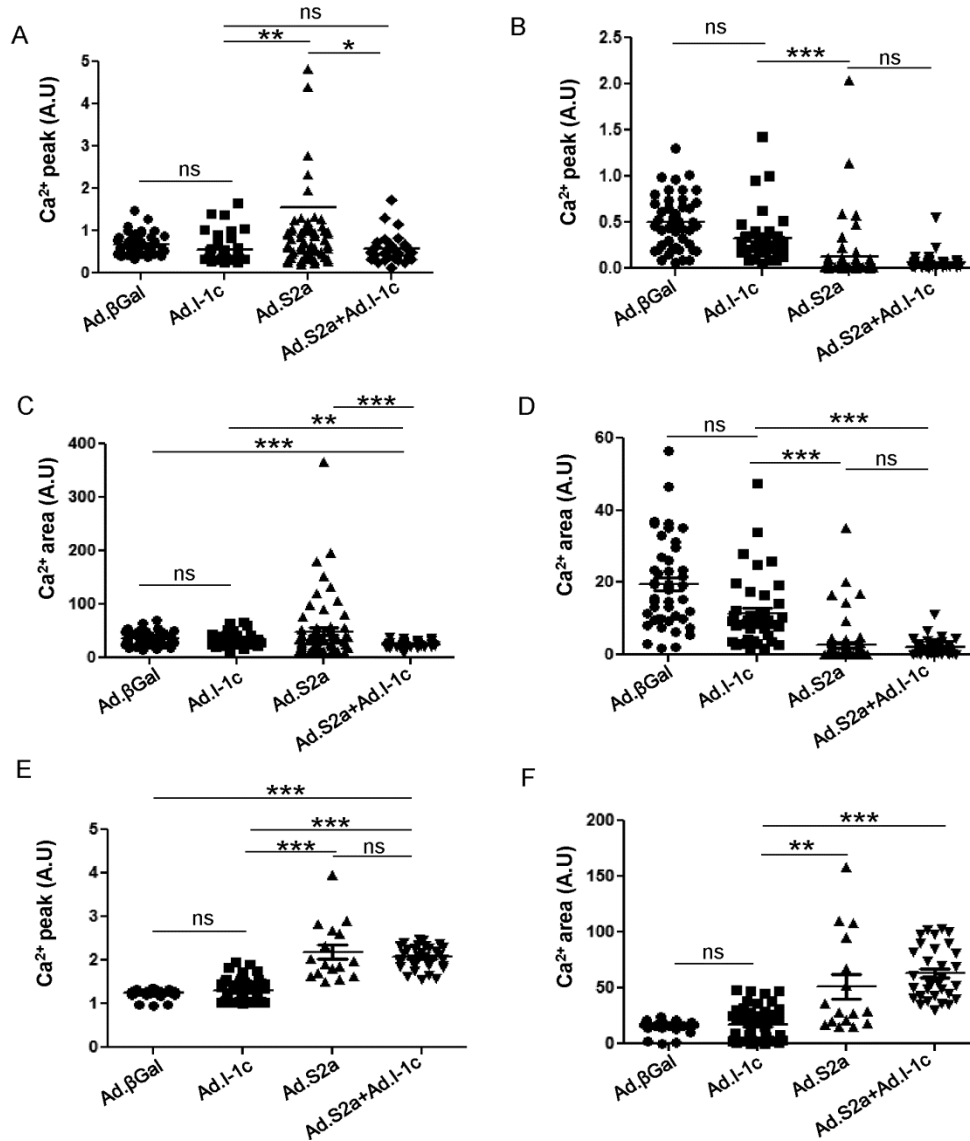 A
ns
**
*
ns
Ca²⁺ peak (A.U)
5
4
3
2
1
0
Ad.βGal
Ad.I-1c
Ad.S2a
Ad.S2a+Ad.I-1c
B
ns
***
ns
Ca²⁺ peak (A.U)
2.5
2.0
1.5
1.0
0.5
0.0
Ad.βGal
Ad.I-1c
Ad.S2a
Ad.S2a+Ad.I-1c
C
***
**
***
ns
Ca²⁺ area (A.U)
400
300
200
100
0
Ad.βGal
Ad.I-1c
Ad.S2a
Ad.S2a+Ad.I-1c
D
ns
***
***
ns
Ca²⁺ area (A.U)
60
40
20
0
Ad.βGal
Ad.I-1c
Ad.S2a
Ad.S2a+Ad.I-1c
E
***
***
***
ns
ns
Ca²⁺ peak (A.U)
5
4
3
2
1
0
Ad.βGal
Ad.I-1c
Ad.S2a
Ad.S2a+Ad.I-1c
F
***
**
ns
Ca²⁺ area (A.U)
200
150
100
50
0
Ad.βGal
Ad.I-1c
Ad.S2a
Ad.S2a+Ad.I-1c